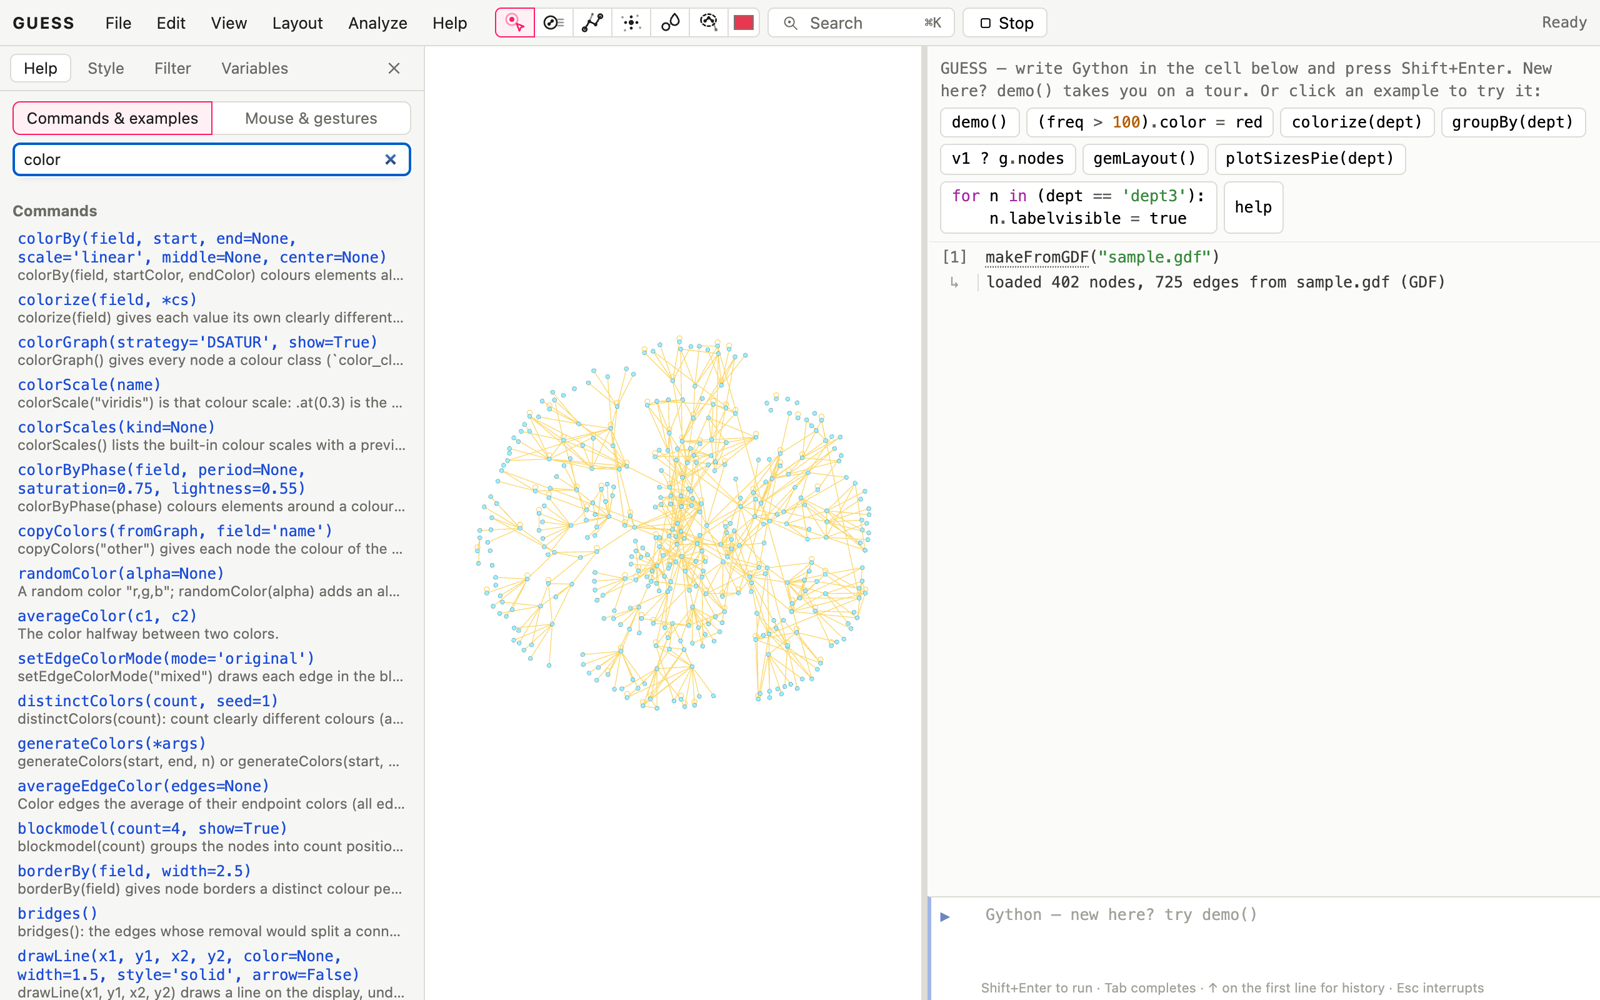 GUESS File Edit View Layout Analyze Help Search ⌘K Stop Ready
Help Style Filter Variables
Commands & examples Mouse & gestures
color
Commands
colorBy(field, start, end=None,
scale='linear', middle=None, center=None)
colorBy(field, startColor, endColor) colours elements al...
colorize(field, *cs)
colorize(field) gives each value its own clearly different...
colorGraph(strategy='DSATUR', show=True)
colorGraph() gives every node a colour class (`color_cl...
colorScale(name)
colorScale("viridis") is that colour scale: .at(0.3) is the ...
colorScales(kind=None)
colorScales() lists the built-in colour scales with a previ...
colorByPhase(field, period=None,
saturation=0.75, lightness=0.55)
colorByPhase(phase) colours elements around a colour...
copyColors(fromGraph, field='name')
copyColors("other") gives each node the colour of the ...
randomColor(alpha=None)
A random color "r,g,b"; randomColor(alpha) adds an al...
averageColor(c1, c2)
The color halfway between two colors.
setEdgeColorMode(mode='original')
setEdgeColorMode("mixed") draws each edge in the bl...
distinctColors(count, seed=1)
distinctColors(count): count clearly different colours (a...
generateColors(*args)
generateColors(start, end, n) or generateColors(start, ...
averageEdgeColor(edges=None)
Color edges the average of their endpoint colors (all ed...
blockmodel(count=4, show=True)
blockmodel(count) groups the nodes into count positio...
borderBy(field, width=2.5)
borderBy(field) gives node borders a distinct colour pe...
bridges()
bridges(): the edges whose removal would split a conn...
drawLine(x1, y1, x2, y2, color=None,
width=1.5, style='solid', arrow=False)
drawLine(x1, y1, x2, y2) draws a line on the display, und...
GUESS — write Gython in the cell below and press Shift+Enter. New
here? demo() takes you on a tour. Or click an example to try it:
demo() (freq > 100).color = red colorize(dept) groupBy(dept)
v1 ? g.nodes gemLayout() plotSizesPie(dept)
for n in (dept == 'dept3'):
n.labelvisible = true
help
[1] makeFromGDF("sample.gdf")
↳ loaded 402 nodes, 725 edges from sample.gdf (GDF)
Gython — new here? try demo()
Shift+Enter to run · Tab completes · ↑ on the first line for history · Esc interrupts